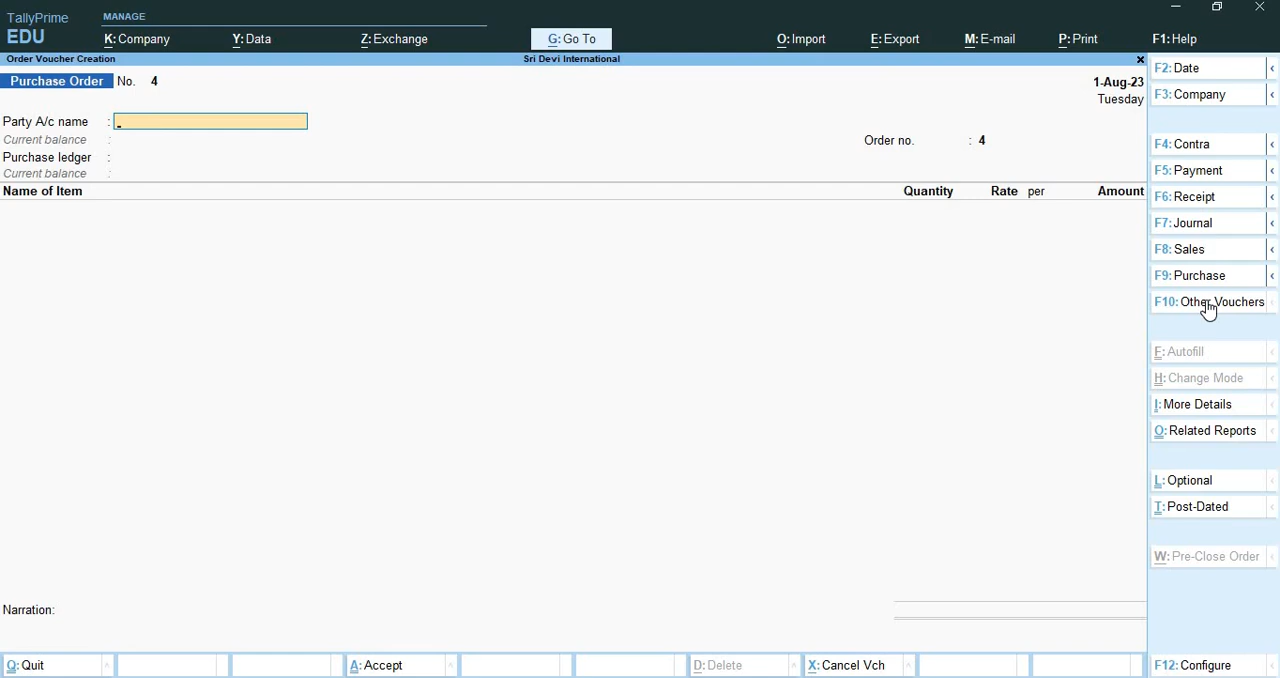 TallyPrime MANAGE
EDU K: Company Y: Data Z: Exchange G: Go To O: Import E: Export M: E-mail P: Print F1: Help
Order Voucher Creation Sri Devi International
Purchase Order No. 4 1-Aug-23
Tuesday
Party A/c name :
Current balance :
Order no. : 4
Purchase ledger :
Current balance :
Name of Item Quantity Rate per Amount
Narration:
F2: Date
F3: Company
F4: Contra
F5: Payment
F6: Receipt
F7: Journal
F8: Sales
F9: Purchase
F10: Other Vouchers
F: Autofill
H: Change Mode
I: More Details
O: Related Reports
L: Optional
T: Post-Dated
W: Pre-Close Order
Q: Quit A: Accept D: Delete X: Cancel Vch F12: Configure